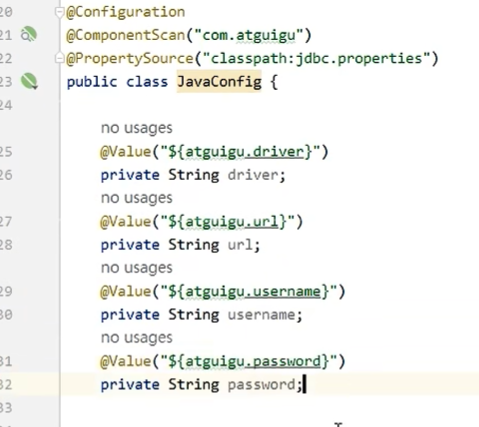 20 @Configuration
21 @ComponentScan("com.atguigu")
22 @PropertySource("classpath:jdbc.properties")
23 public class JavaConfig {
24
no usages
25 @Value("${atguigu.driver}")
26 private String driver;
no usages
27 @Value("${atguigu.url}")
28 private String url;
no usages
29 @Value("${atguigu.username}")
30 private String username;
no usages
31 @Value("${atguigu.password}")
32 private String password;
33